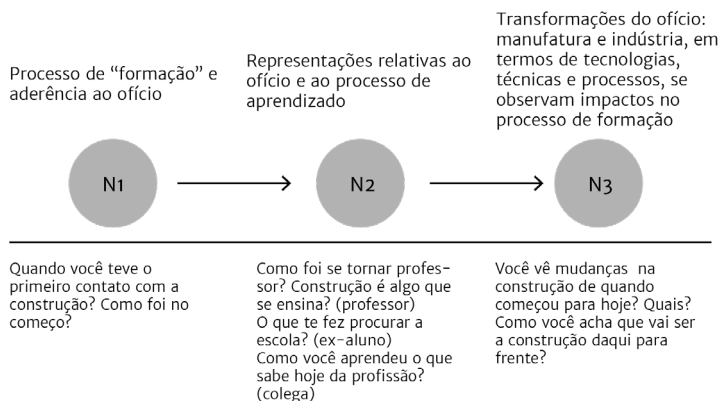 Processo de “formação” e
aderência ao ofício
Representações relativas ao
ofício e ao processo de
aprendizado
Transformações do ofício:
manufatura e indústria, em
termos de tecnologias,
técnicas e processos, se
observam impactos no
processo de formação
N1
N2
N3
Quando você teve o
primeiro contato com a
construção? Como foi no
começo?
Como foi se tornar profes-
sor? Construção é algo que
se ensina? (professor)
O que te fez procurar a
escola? (ex-aluno)
Como você aprendeu o que
sabe hoje da profissão?
(colega)
Você vê mudanças na
construção de quando
começou para hoje? Quais?
Como você acha que vai ser
a construção daqui para
frente?